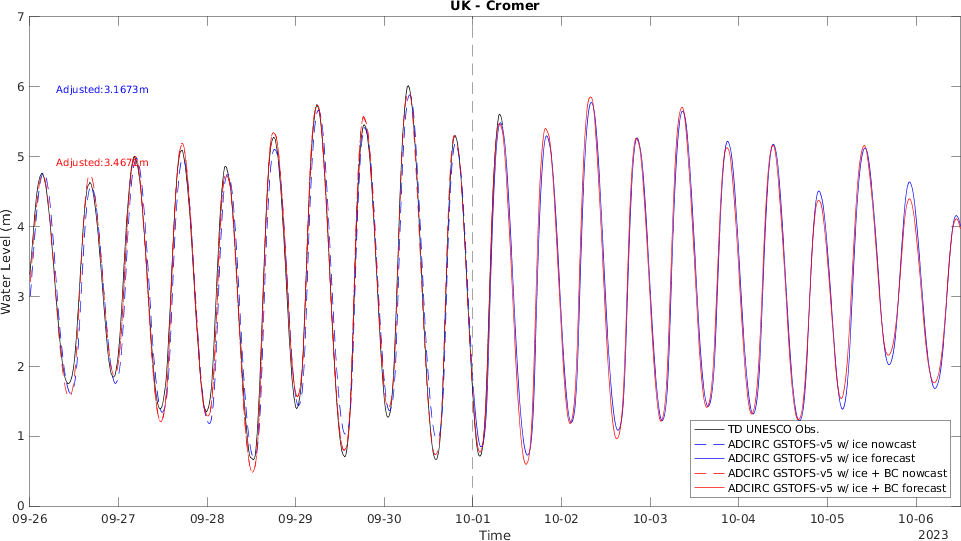 UK - Cromer
7
6
Adjusted:3.1673m
5
Adjusted:3.467 m
4
3
2
1
0
Water Level (m)
TD UNESCO Obs.
ADCIRC GSTOFS-v5 w/ ice nowcast
ADCIRC GSTOFS-v5 w/ ice forecast
ADCIRC GSTOFS-v5 w/ ice + BC nowcast
ADCIRC GSTOFS-v5 w/ ice + BC forecast
09-26 09-27 09-28 09-29 09-30 10-01 10-02 10-03 10-04 10-05 10-06
Time
2023